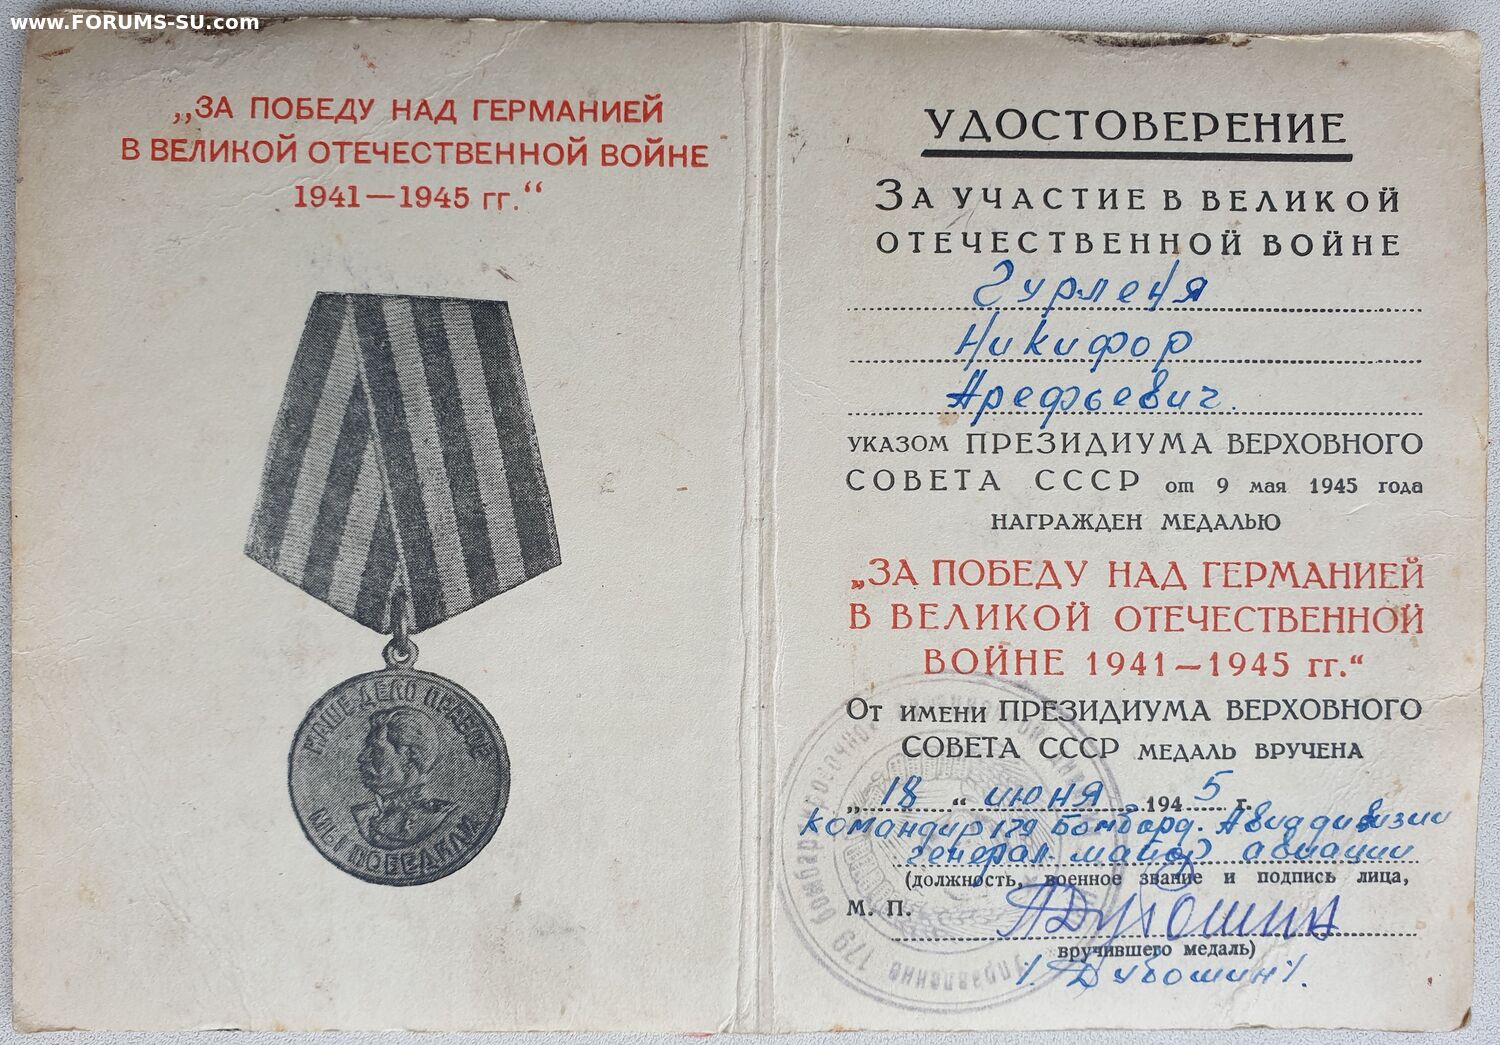 www.FORUMS-SU.com
„ЗА ПОБЕДУ НАД ГЕРМАНИЕЙ
В ВЕЛИКОЙ ОТЕЧЕСТВЕННОЙ ВОЙНЕ
1941—1945 гг.“
НАШЕ ДЕЛО ПРАВОЕ
МЫ ПОБЕДИЛИ
УДОСТОВЕРЕНИЕ
ЗА УЧАСТИЕ В ВЕЛИКОЙ
ОТЕЧЕСТВЕННОЙ ВОЙНЕ
Гурленя
Никифор
Арефьевич.
УКАЗОМ ПРЕЗИДИУМА ВЕРХОВНОГО
СОВЕТА СССР от 9 мая 1945 года
НАГРАЖДЕН МЕДАЛЬЮ
„ЗА ПОБЕДУ НАД ГЕРМАНИЕЙ
В ВЕЛИКОЙ ОТЕЧЕСТВЕННОЙ
ВОЙНЕ 1941—1945 гг.“
ОТ ИМЕНИ ПРЕЗИДИУМА ВЕРХОВНОГО
СОВЕТА СССР МЕДАЛЬ ВРУЧЕНА
„18“ июня 1945 г.
Командир 179 Бомбард. Авиадивизии
генерал-майор авиации
(должность, военное звание и подпись лица,
М. П.
Дубошин
вручившего медаль)
/. Дубошин/.
Управление 179 бомбардировочной